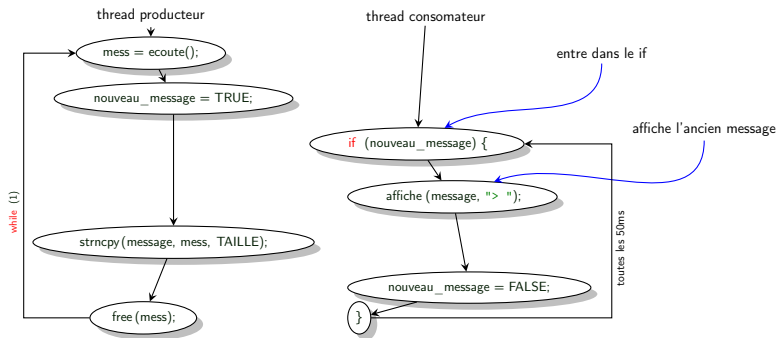 thread producteur
mess = ecoute();
nouveau_message = TRUE;
strncpy(message, mess, TAILLE);
free(mess);
while (1)
thread consomateur
entre dans le if
if (nouveau_message) {
affiche l'ancien message
affiche(message, "> ");
nouveau_message = FALSE;
}
toutes les 50ms